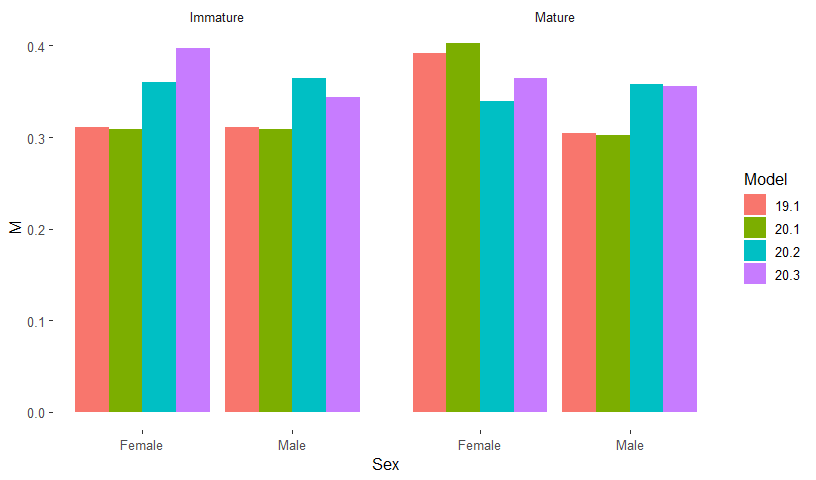 Immature Mature
0.4
0.3
0.2
0.1
0.0
M
Female Male Female Male
Sex
Model
19.1
20.1
20.2
20.3